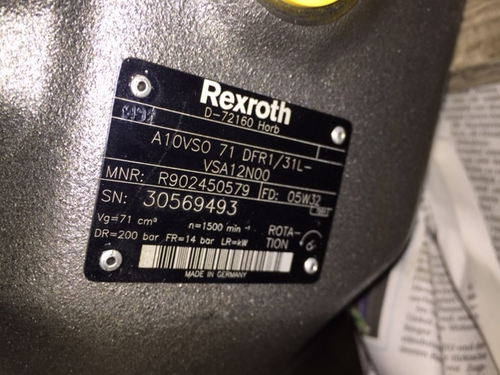 Rexroth
D-72160 Horb
A10VSO 71 DFR1/31L-
VSA12N00
MNR: R902450579 FD: 05W32
SN: 30569493
Vg=71 cm³ n=1500 min⁻¹
DR=200 bar FR=14 bar LR=kW
ROTA-
TION
MADE IN GERMANY